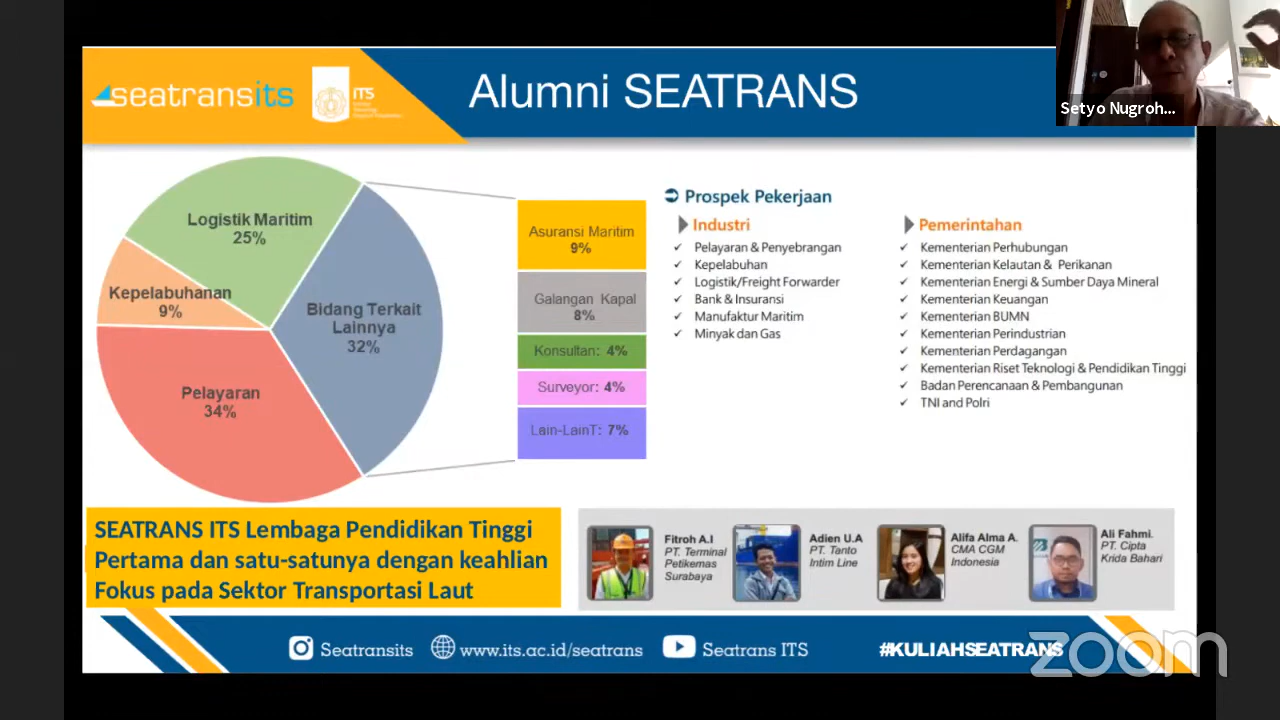 seatransits
ITS
Alumni SEATRANS
Setyo Nugroh...
Logistik Maritim
25%
Kepelabuhanan
9%
Bidang Terkait
Lainnya
32%
Pelayaran
34%
Asuransi Maritim
9%
Galangan Kapal
8%
Konsultan: 4%
Surveyor: 4%
Lain-LainT: 7%
Prospek Pekerjaan
Industri
✓ Pelayaran & Penyebrangan
✓ Kepelabuhan
✓ Logistik/Freight Forwarder
✓ Bank & Insuransi
✓ Manufaktur Maritim
✓ Minyak dan Gas
Pemerintahan
✓ Kementerian Perhubungan
✓ Kementerian Kelautan & Perikanan
✓ Kementerian Energi & Sumber Daya Mineral
✓ Kementerian Keuangan
✓ Kementerian BUMN
✓ Kementerian Perindustrian
✓ Kementerian Perdagangan
✓ Kementerian Riset Teknologi & Pendidikan Tinggi
✓ Badan Perencanaan & Pembangunan
✓ TNI and Polri
SEATRANS ITS Lembaga Pendidikan Tinggi
Pertama dan satu-satunya dengan keahlian
Fokus pada Sektor Transportasi Laut
Fitroh A.I
PT. Terminal
Petikemas
Surabaya
Adien U.A
PT. Tanto
Intim Line
Alifa Alma A.
CMA CGM
Indonesia
Ali Fahmi.
PT. Cipta
Krida Bahari
Seatransits
www.its.ac.id/seatrans
Seatrans ITS
#KULIAHSEATRANS
zoom